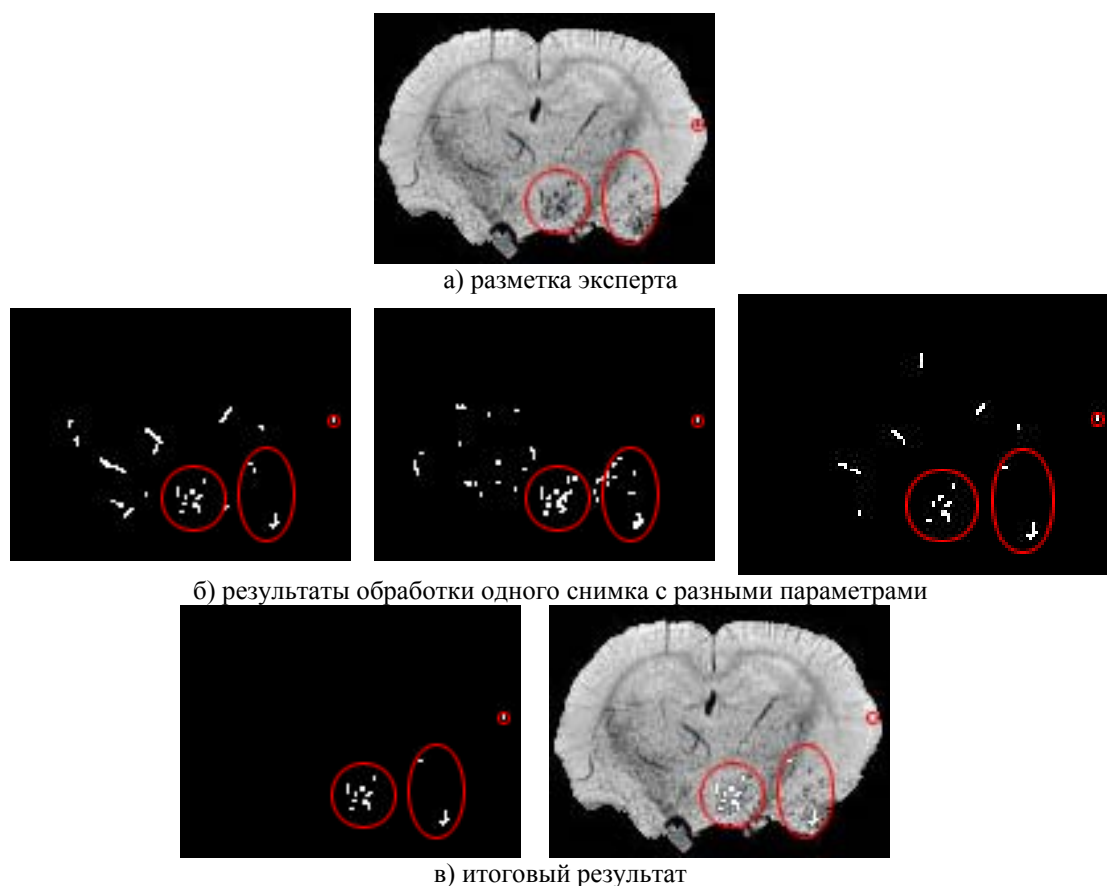 а) разметка эксперта
б) результаты обработки одного снимка с разными параметрами
в) итоговый результат